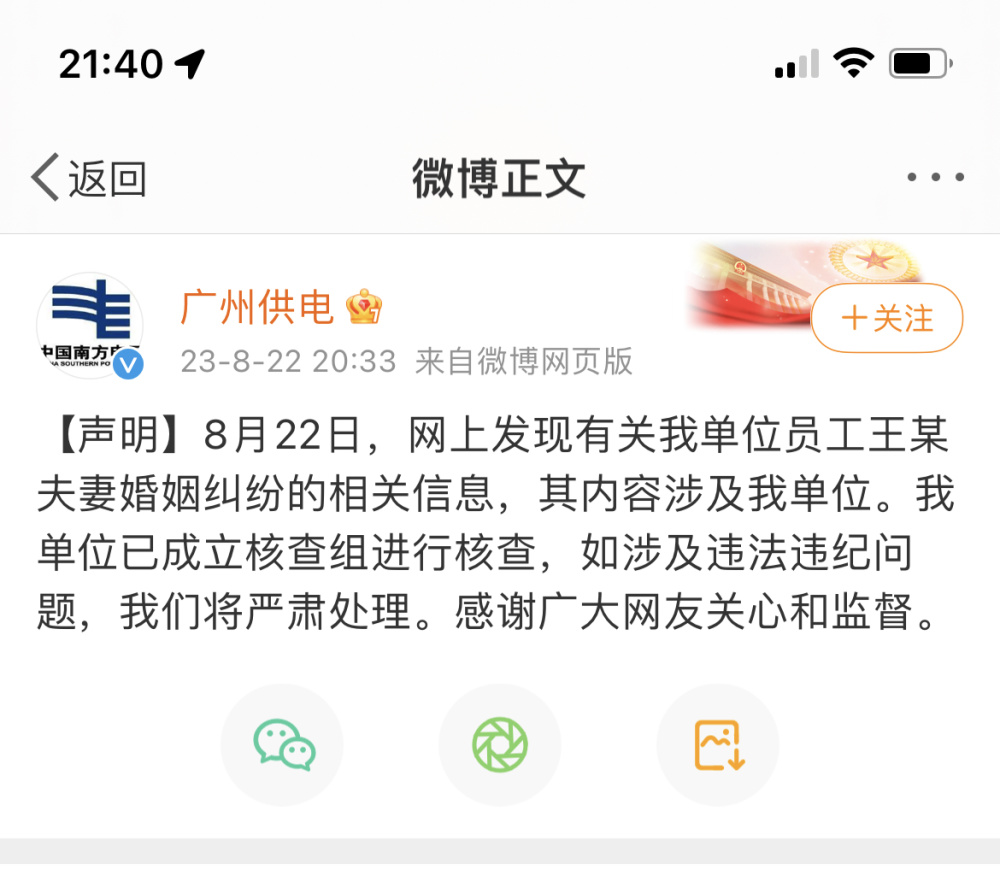 21:40
返回
微博正文
广州供电
+关注
23-8-22 20:33 来自微博网页版
中国南方电
NA SOUTHERN PO
【声明】8月22日，网上发现有关我单位员工王某
夫妻婚姻纠纷的相关信息，其内容涉及我单位。我
单位已成立核查组进行核查，如涉及违法违纪问
题，我们将严肃处理。感谢广大网友关心和监督。